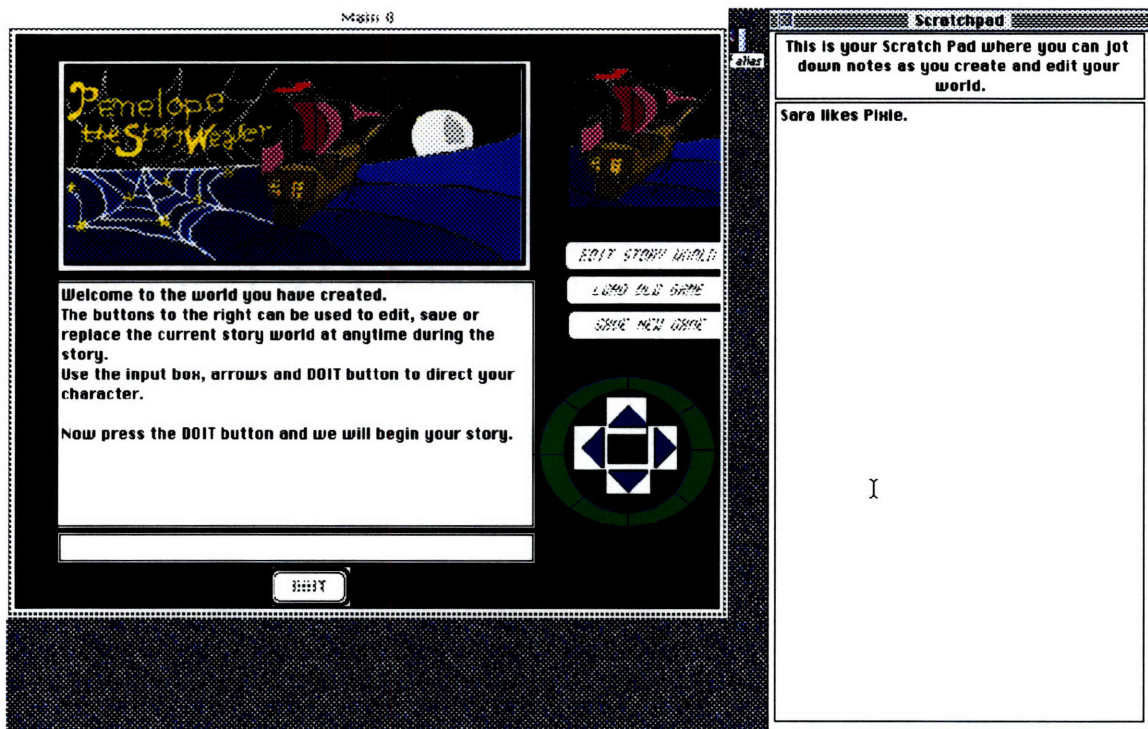 Main 8
Penelope
the Story Weaver
Welcome to the world you have created.
The buttons to the right can be used to edit, save or
replace the current story world at anytime during the
story.
Use the input box, arrows and DOIT button to direct your
character.
Now press the DOIT button and we will begin your story.
DOIT
EDIT STORY WORLD
LOAD OLD GAME
SAVE NEW GAME
alias
Scratchpad
This is your Scratch Pad where you can jot
down notes as you create and edit your
world.
Sara likes Pixie.